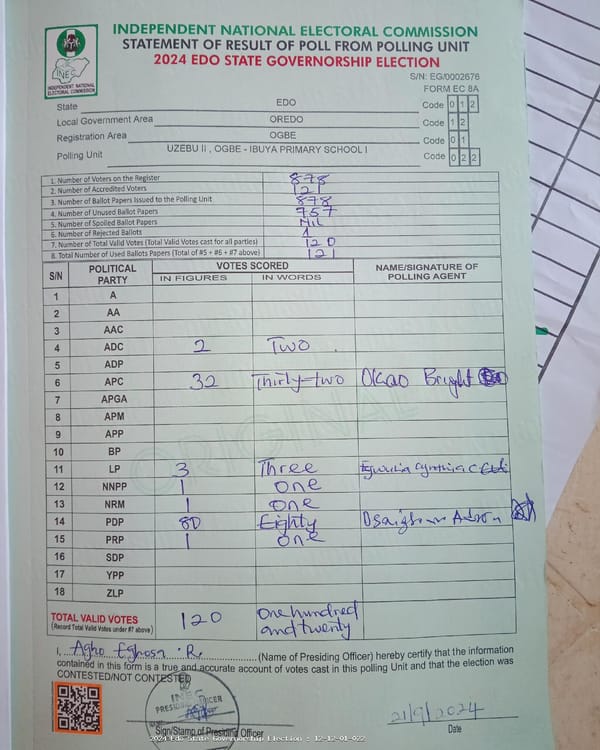 INDEPENDENT NATIONAL ELECTORAL COMMISSION
STATEMENT OF RESULT OF POLL FROM POLLING UNIT
2024 EDO STATE GOVERNORSHIP ELECTION
INEC
INDEPENDENT NATIONAL
ELECTORAL COMMISSION
S/N: EG/0002676
FORM EC 8A
State EDO Code 0 1 2
Local Government Area OREDO Code 1 2
Registration Area OGBE Code 0 1
Polling Unit UZEBU II , OGBE - IBUYA PRIMARY SCHOOL I Code 0 2 2
1. Number of Voters on the Register 878
2. Number of Accredited Voters 121
3. Number of Ballot Papers Issued to the Polling Unit 878
4. Number of Unused Ballot Papers 757
5. Number of Spoiled Ballot Papers Nil
6. Number of Rejected Ballots 1
7. Number of Total Valid Votes (Total Valid Votes cast for all parties) 120
8. Total Number of Used Ballots Papers (Total of #5 + #6 + #7 above) 121
S/N POLITICAL PARTY VOTES SCORED NAME/SIGNATURE OF POLLING AGENT
IN FIGURES IN WORDS
1 A
2 AA
3 AAC
4 ADC 2 Two
5 ADP
6 APC 32 Thirty-two Okao Bright
7 APGA
8 APM
9 APP
10 BP
11 LP 3 Three
12 NNPP 1 one
13 NRM 1 one
14 PDP 80 Eighty
15 PRP 1 one
16 SDP
17 YPP
18 ZLP
ORIGINAL
TOTAL VALID VOTES 120 One hundred
(Record Total Valid Votes under #7 above) and twenty
I, Agho Eghosa .R. (Name of Presiding Officer) hereby certify that the information
contained in this form is a true and accurate account of votes cast in this polling Unit and that the election was
CONTESTED/NOT CONTESTED
INEC
PRESIDING OFFICER
Sign/Stamp of Presiding Officer
21/9/2024
Date
2024 Edo State Governorship Election : 12-12-01-022